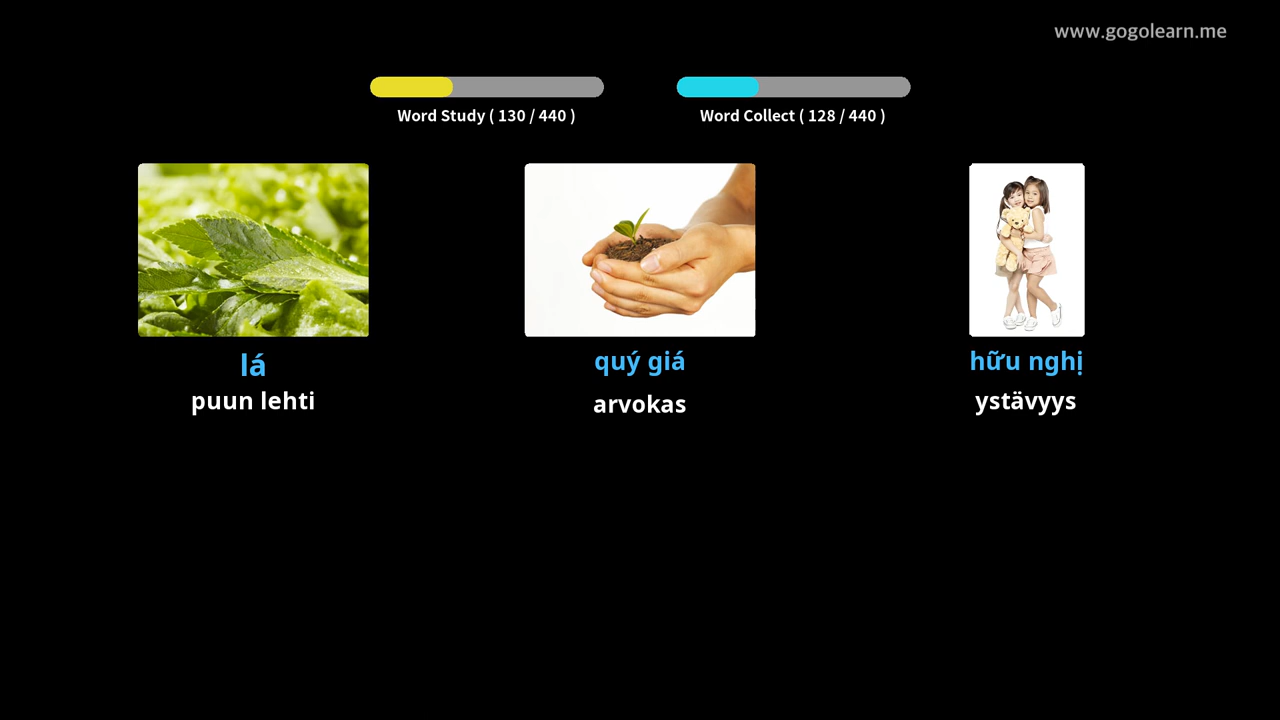 www.gogolearn.me
Word Study ( 130 / 440 )
Word Collect ( 128 / 440 )
lá
quý giá
hữu nghị
puun lehti
arvokas
ystävyys